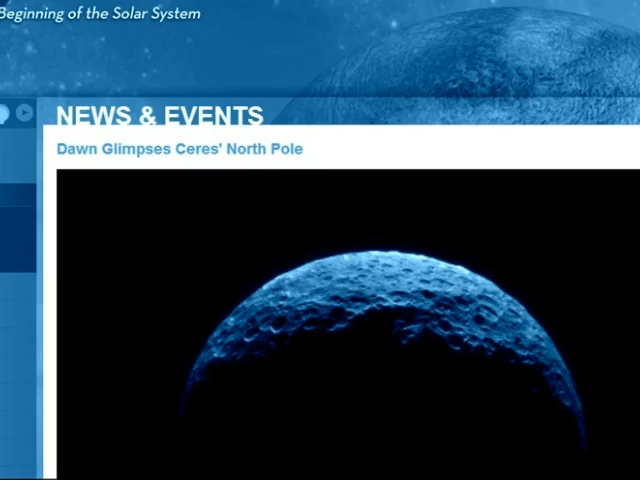 Beginning of the Solar System
NEWS & EVENTS
Dawn Glimpses Ceres' North Pole